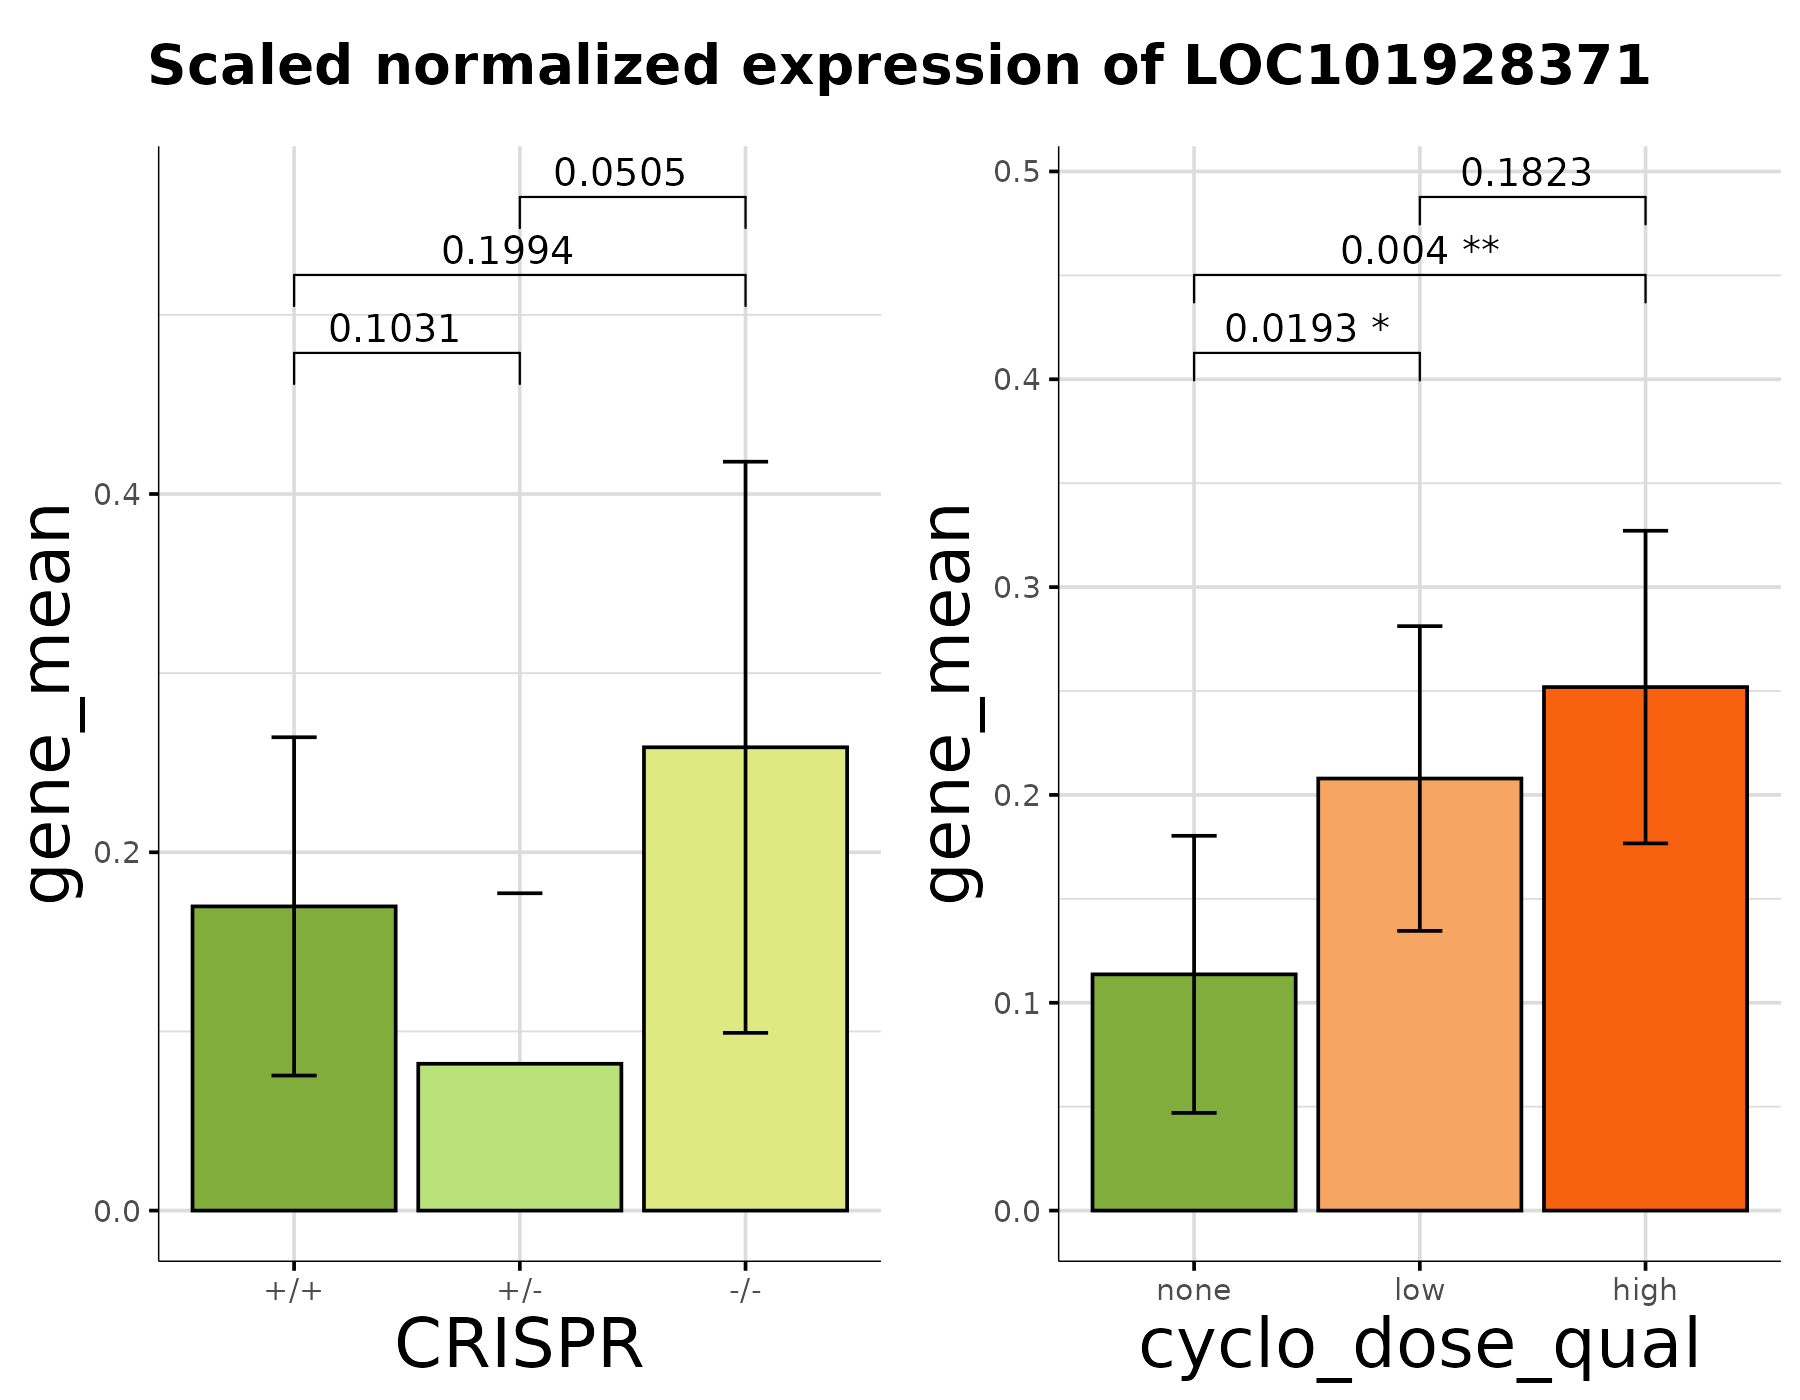 Scaled normalized expression of LOC101928371
gene_mean
0.4
0.2
0.0
0.0505
0.1994
0.1031
+/+ +/- -/-
CRISPR
gene_mean
0.5
0.4
0.3
0.2
0.1
0.0
0.1823
0.004 **
0.0193 *
none low high
cyclo_dose_qual